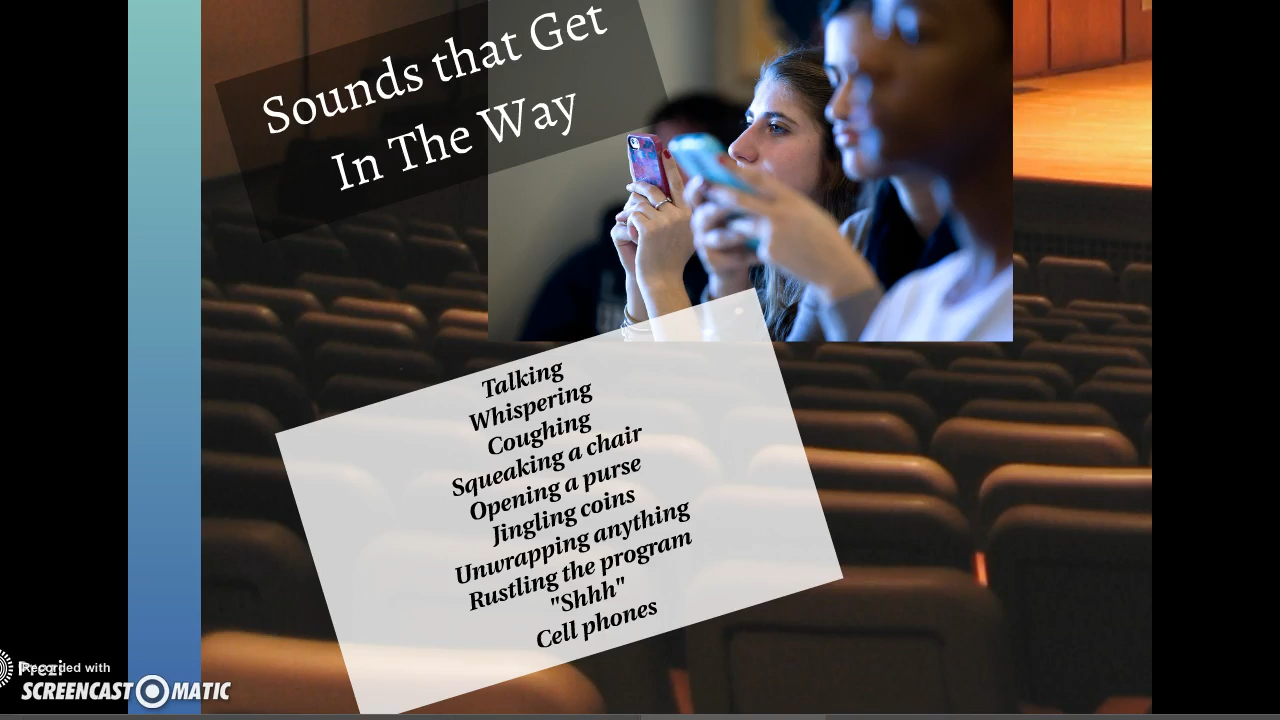 Sounds that Get
In The Way
Talking
Whispering
Coughing
Squeaking a chair
Opening a purse
Jingling coins
Unwrapping anything
Rustling the program
"Shhh"
Cell phones
Prezi
Recorded with
SCREENCAST MATIC